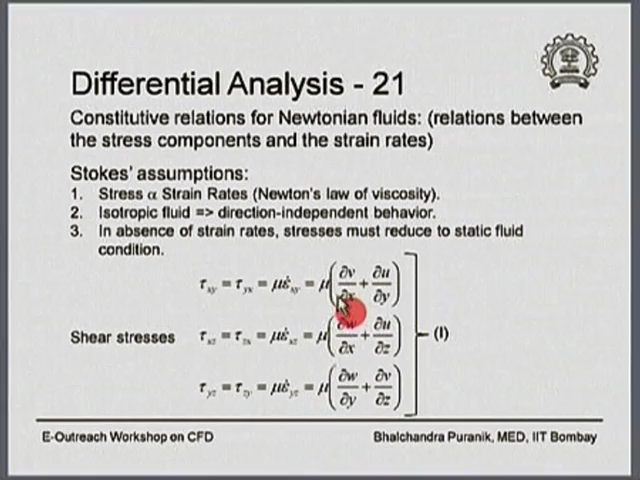 Differential Analysis - 21
Constitutive relations for Newtonian fluids: (relations between
the stress components and the strain rates)
Stokes' assumptions:
1. Stress α Strain Rates (Newton's law of viscosity).
2. Isotropic fluid => direction-independent behavior.
3. In absence of strain rates, stresses must reduce to static fluid
condition.
τxy = τyx = με̇xy = μ(∂v/∂x + ∂u/∂y)
Shear stresses τxz = τzx = με̇xz = μ(∂w/∂x + ∂u/∂z) (I)
τyz = τzy = με̇yz = μ(∂w/∂y + ∂v/∂z)
E-Outreach Workshop on CFD
Bhalchandra Puranik, MED, IIT Bombay